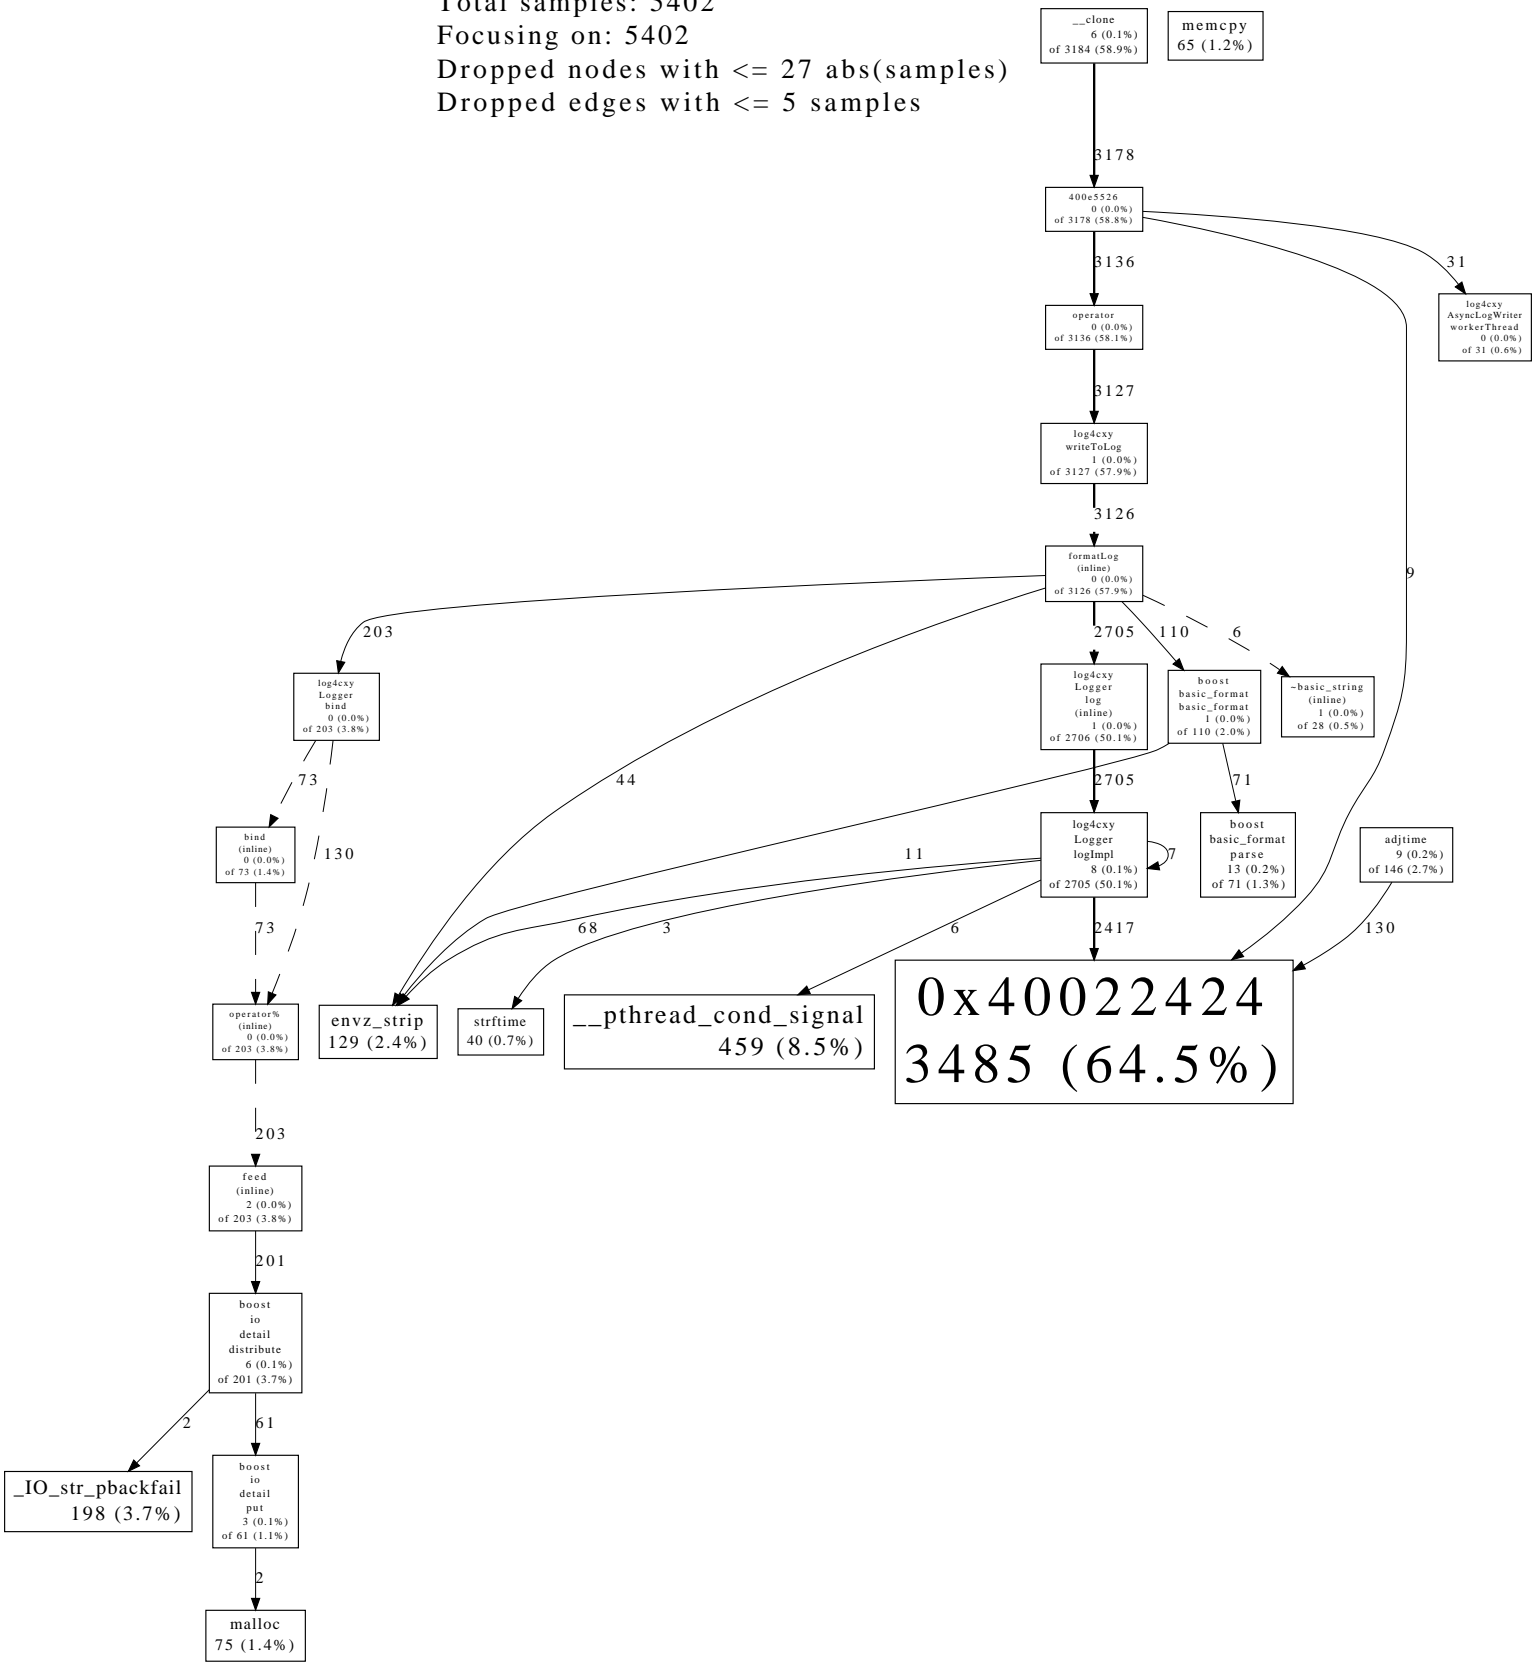 Total samples: 5402
Focusing on: 5402
Dropped nodes with <= 27 abs(samples)
Dropped edges with <= 5 samples
__clone
6 (0.1%)
of 3184 (58.9%)
memcpy
65 (1.2%)
3178
400e5526
0 (0.0%)
of 3178 (58.8%)
3136
31
operator
0 (0.0%)
of 3136 (58.1%)
log4cxy
AsyncLogWriter
workerThread
0 (0.0%)
of 31 (0.6%)
3127
log4cxy
writeToLog
1 (0.0%)
of 3127 (57.9%)
3126
formatLog
(inline)
0 (0.0%)
of 3126 (57.9%)
9
203
2705
110
6
log4cxy
Logger
bind
0 (0.0%)
of 203 (3.8%)
log4cxy
Logger
log
(inline)
1 (0.0%)
of 2706 (50.1%)
boost
basic_format
basic_format
1 (0.0%)
of 110 (2.0%)
~basic_string
(inline)
1 (0.0%)
of 28 (0.5%)
73
44
2705
71
bind
(inline)
0 (0.0%)
of 73 (1.4%)
130
11
log4cxy
Logger
logImpl
8 (0.1%)
of 2705 (50.1%)
7
boost
basic_format
parse
13 (0.2%)
of 71 (1.3%)
adjtime
9 (0.2%)
of 146 (2.7%)
73
68
3
6
2417
130
operator%
(inline)
0 (0.0%)
of 203 (3.8%)
envz_strip
129 (2.4%)
strftime
40 (0.7%)
__pthread_cond_signal
459 (8.5%)
0x40022424
3485 (64.5%)
203
feed
(inline)
2 (0.0%)
of 203 (3.8%)
201
boost
io
detail
distribute
6 (0.1%)
of 201 (3.7%)
2
61
_IO_str_pbackfail
198 (3.7%)
boost
io
detail
put
3 (0.1%)
of 61 (1.1%)
2
malloc
75 (1.4%)